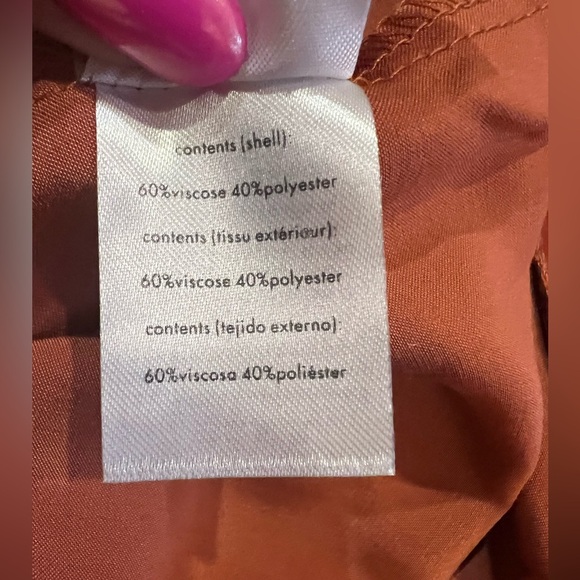 contents (shell):
60%viscose 40%polyester
contents (tissu extérieur):
60%viscose 40%polyester
contents (tejido externo):
60%viscosa 40%poliéster